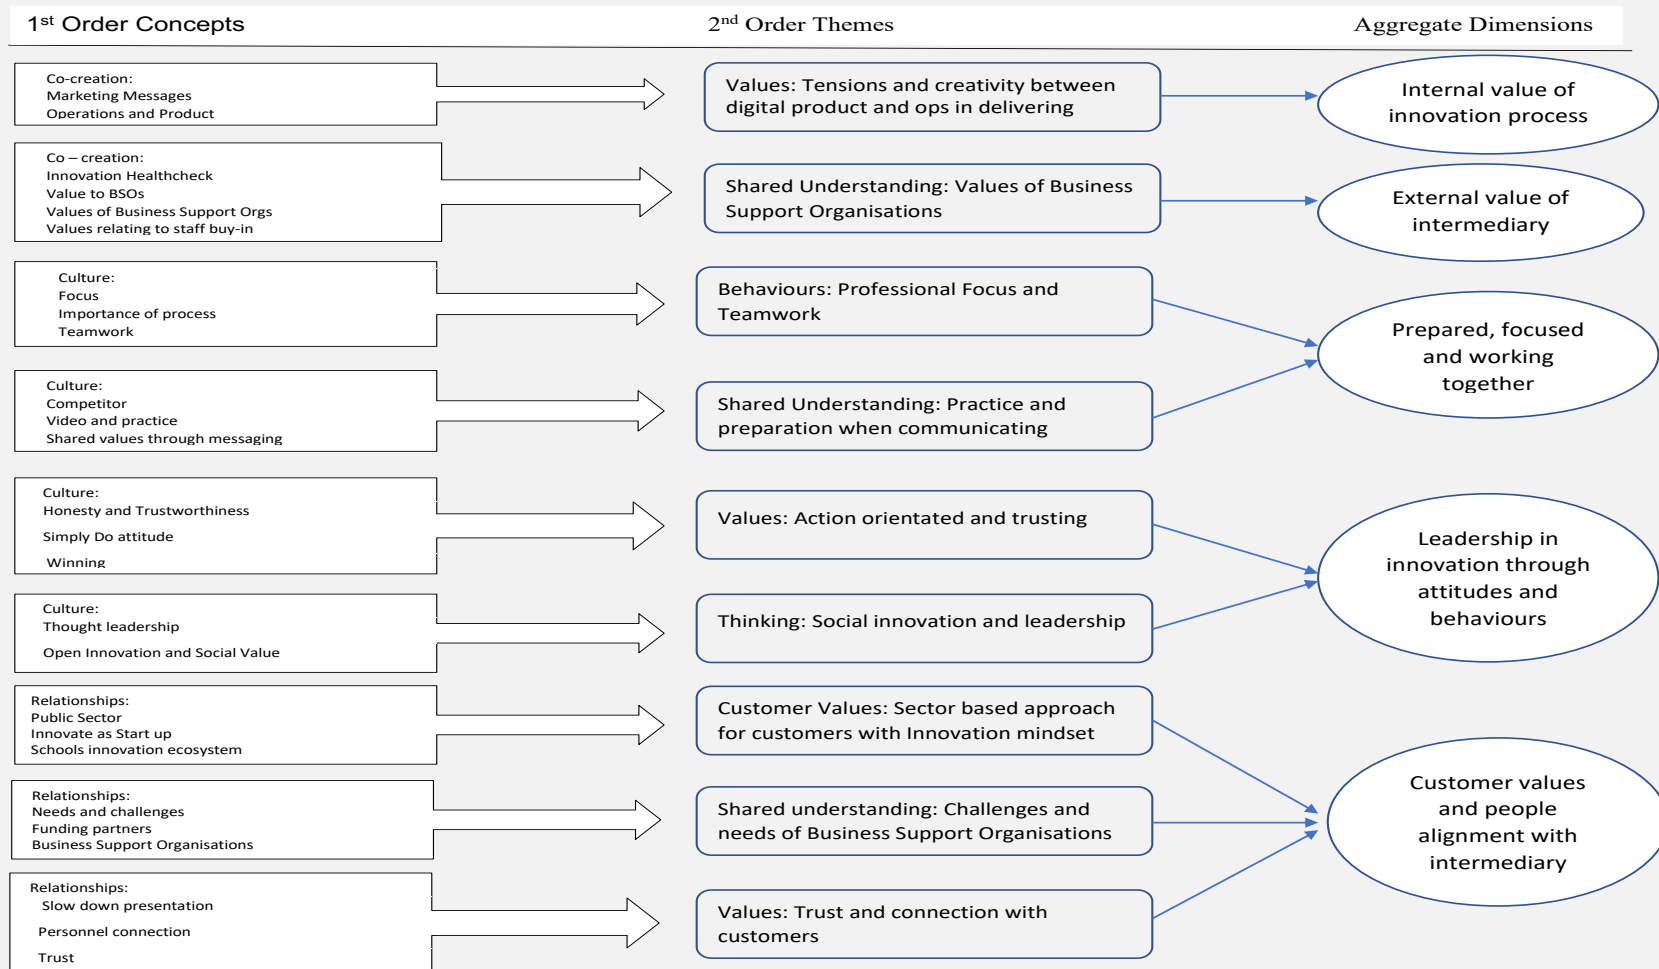 1st Order Concepts
2nd Order Themes
Aggregate Dimensions
Co-creation:
Marketing Messages
Operations and Product
Values: Tensions and creativity between
digital product and ops in delivering
Internal value of
innovation process
Co – creation:
Innovation Healthcheck
Value to BSOs
Values of Business Support Orgs
Values relating to staff buy-in
Shared Understanding: Values of Business
Support Organisations
External value of
intermediary
Culture:
Focus
Importance of process
Teamwork
Behaviours: Professional Focus and
Teamwork
Culture:
Competitor
Video and practice
Shared values through messaging
Shared Understanding: Practice and
preparation when communicating
Prepared, focused
and working
together
Culture:
Honesty and Trustworthiness
Simply Do attitude
Winning
Values: Action orientated and trusting
Culture:
Thought leadership
Open Innovation and Social Value
Thinking: Social innovation and leadership
Leadership in
innovation through
attitudes and
behaviours
Relationships:
Public Sector
Innovate as Start up
Schools innovation ecosystem
Customer Values: Sector based approach
for customers with Innovation mindset
Relationships:
Needs and challenges
Funding partners
Business Support Organisations
Shared understanding: Challenges and
needs of Business Support Organisations
Customer values
and people
alignment with
intermediary
Relationships:
Slow down presentation
Personnel connection
Trust
Values: Trust and connection with
customers